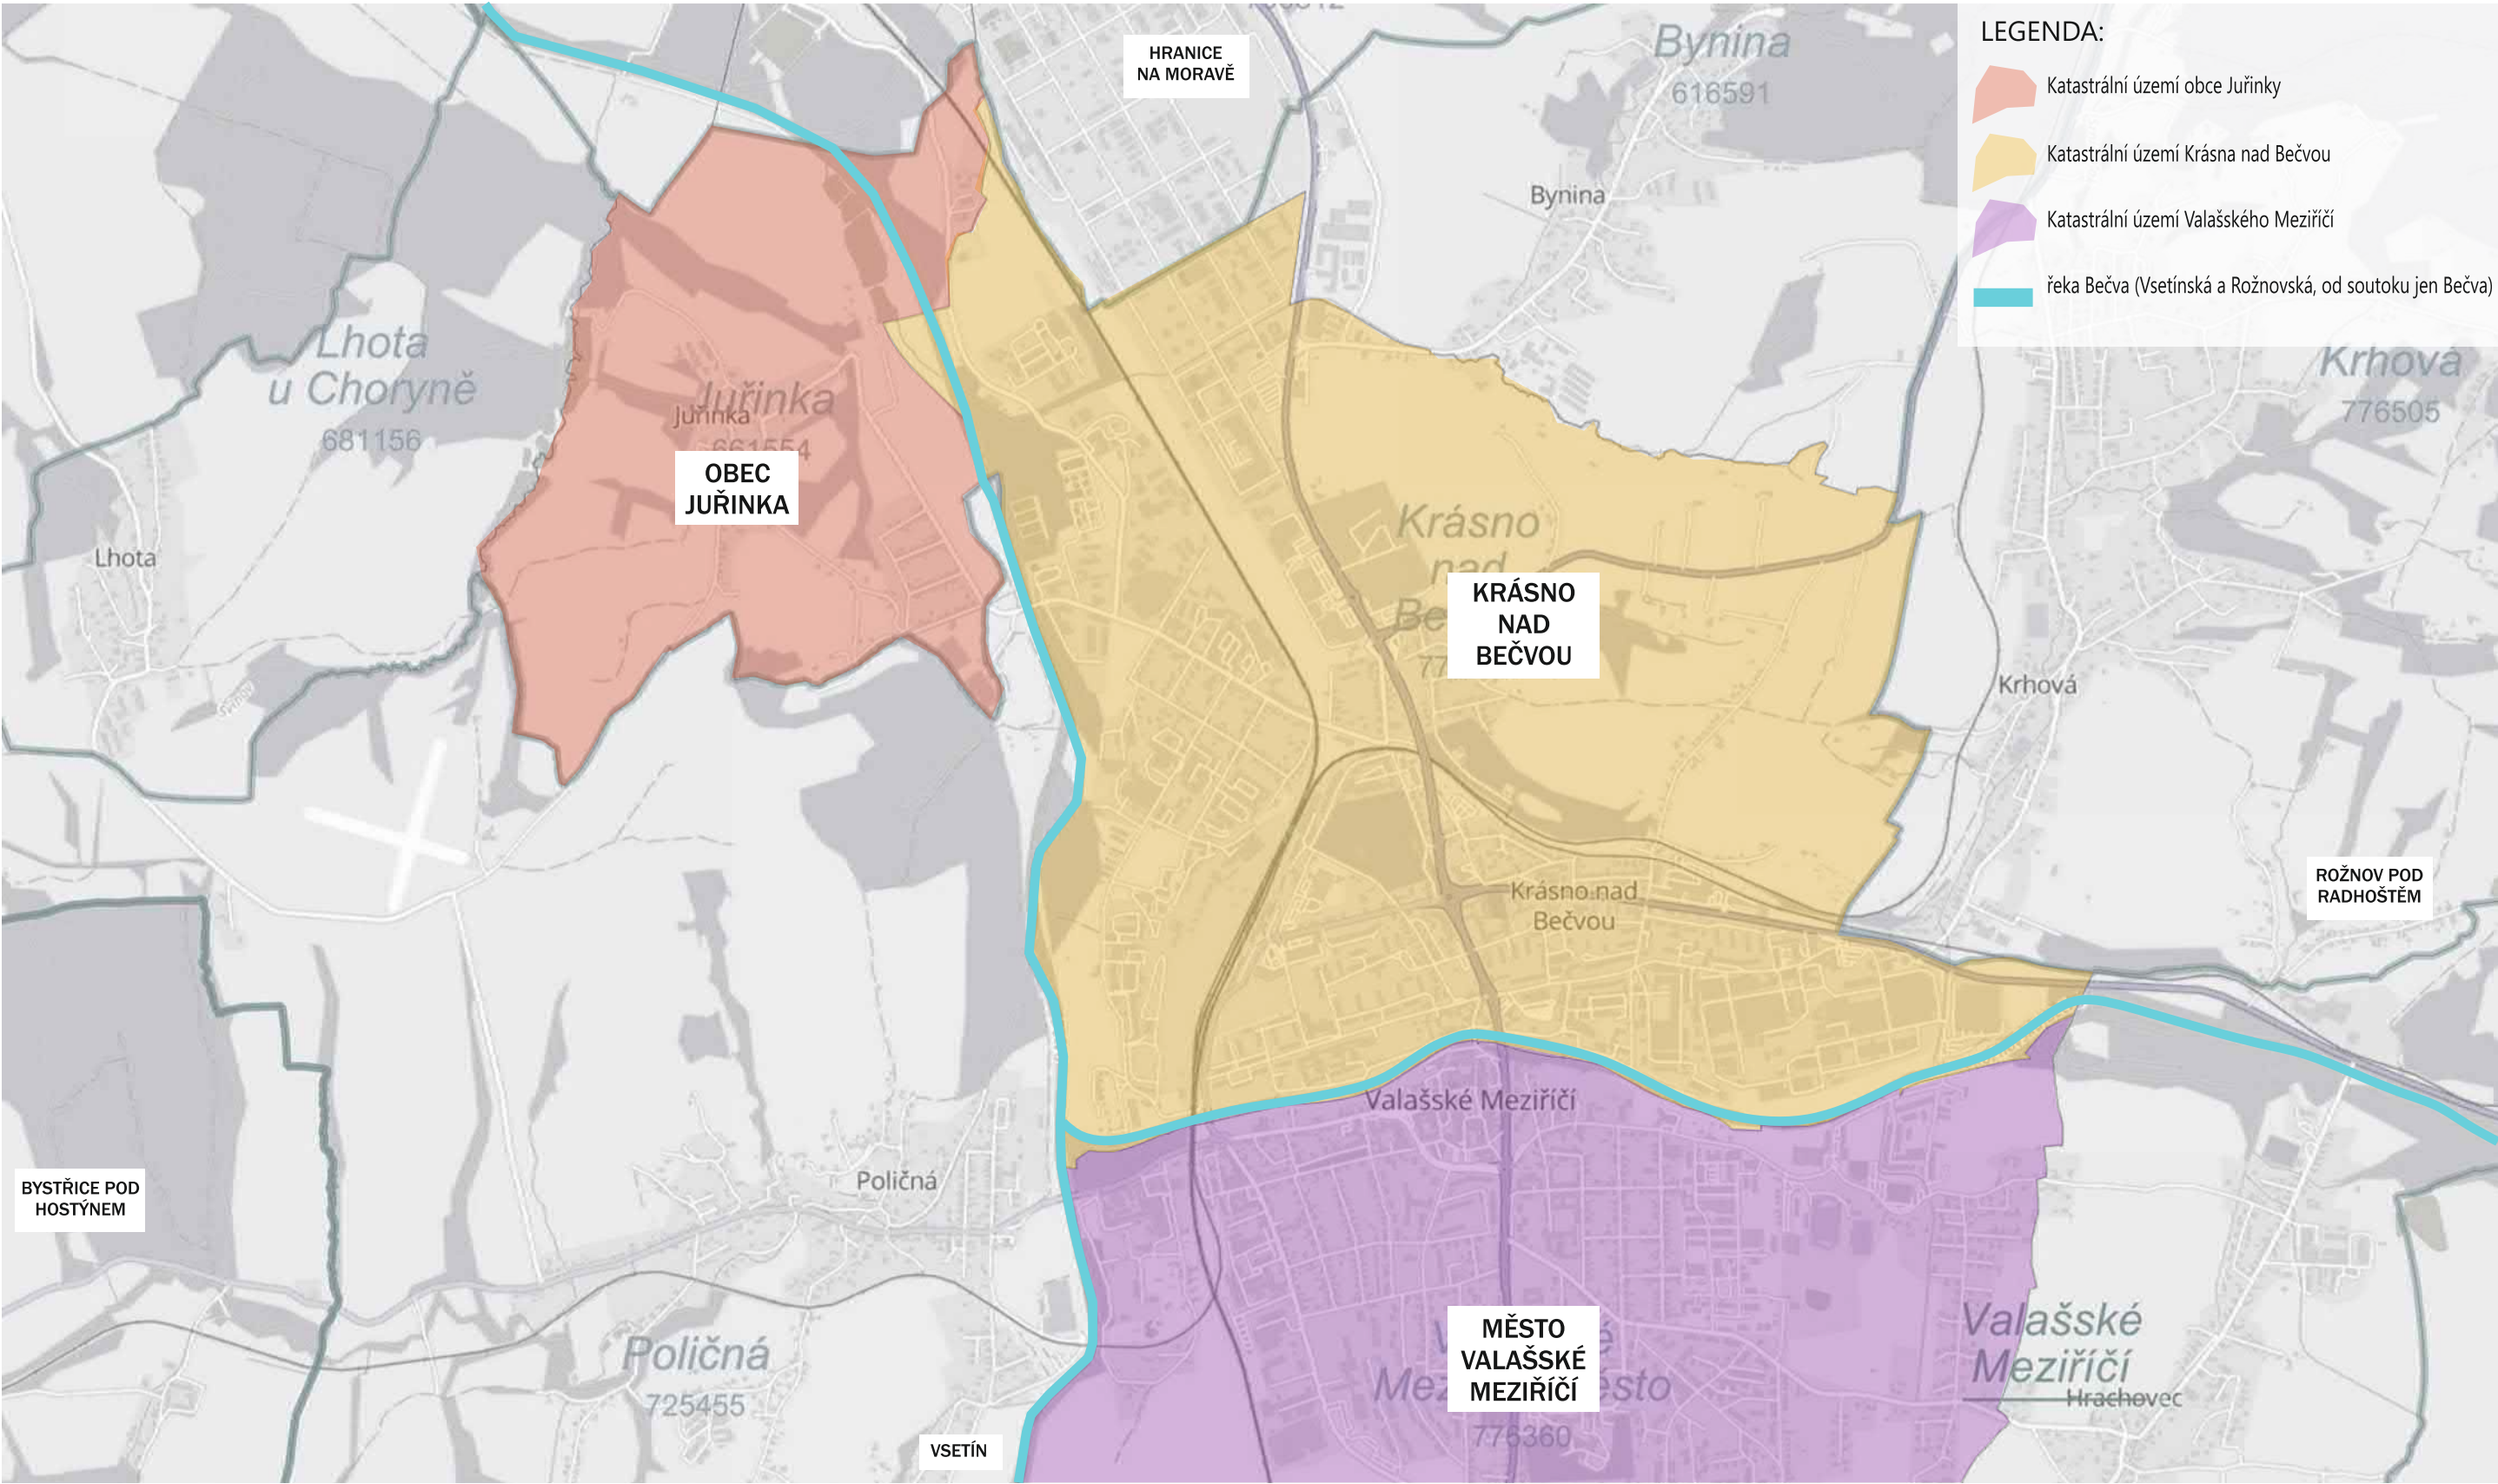 HRANICE
NA MORAVĚ
Bynina
616591
Bynina
LEGENDA:
Katastrální území obce Juřinky
Katastrální území Krásna nad Bečvou
Katastrální území Valašského Meziříčí
řeka Bečva (Vsetínská a Rožnovská, od soutoku jen Bečva)
Krhová
776505
Lhota
u Choryně
681156
Juřinka
Juřinka
661554
OBEC
JUŘINKA
Lhota
Krásno
nad
KRÁSNO
NAD
BEČVOU
Krhová
Krásno nad
Bečvou
ROŽNOV POD
RADHOŠTĚM
Valašské Meziříčí
Poličná
BYSTŘICE POD
HOSTÝNEM
Poličná
725455
MĚSTO
VALAŠSKÉ
MEZIŘÍČÍ
776360
Valašské
Meziříčí
Hrachovec
VSETÍN